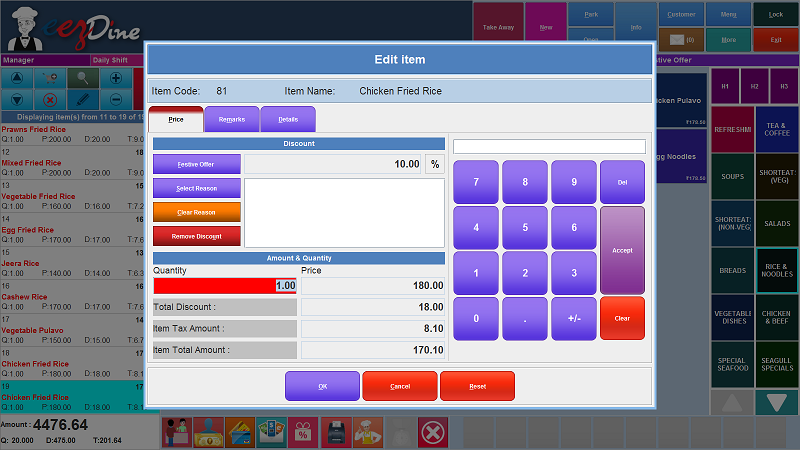 eezDine
Take Away
New
Park
Info
Customer
Menu
Lock
(0)
More
Exit
Manager
Daily Shift
Festive Offer
Displaying item(s) from 11 to 19 of 19
Prawns Fried Rice
Q:1.00 P:200.00 D:20.00 T:9.0
12
Mixed Fried Rice
Q:1.00 P:200.00 D:20.00 T:9.0
13
Vegetable Fried Rice
Q:1.00 P:160.00 D:16.00 T:7.2
14
Egg Fried Rice
Q:1.00 P:170.00 D:17.00 T:7.6
15
Jeera Rice
Q:1.00 P:140.00 D:14.00 T:6.3
16
Cashew Rice
Q:1.00 P:170.00 D:17.00 T:7.
17
Vegetable Pulavo
Q:1.00 P:150.00 D:15.00 T:6.7
18
Chicken Fried Rice
Q:1.00 P:180.00 D:18.00 T:8.
19
Chicken Fried Rice
Q:1.00 P:180.00 D:18.00 T:8.1
Amount : 4476.64
Q: 20.000 D:475.00 T:201.64
Edit item
Item Code: 81 Item Name: Chicken Fried Rice
Price
Remarks
Details
Discount
Festive Offer 10.00 %
Select Reason
Clear Reason
Remove Discount
Amount & Quantity
Quantity Price
1.00 180.00
Total Discount : 18.00
Item Tax Amount : 8.10
Item Total Amount : 170.10
7 8 9 Del
4 5 6 Accept
1 2 3
0 . +/- Clear
OK Cancel Reset
cken Pulavo
₹178.50
gg Noodles
₹178.50
H1 H2 H3
REFRESHMI
TEA & COFFEE
SOUPS
SHORTEAT: (VEG)
SHORTEAT: (NON-VEG)
SALADS
BREADS
RICE & NOODLES
VEGETABLE DISHES
CHICKEN & BEEF
SPECIAL SEAFOOD
SEAGULL SPECIALS